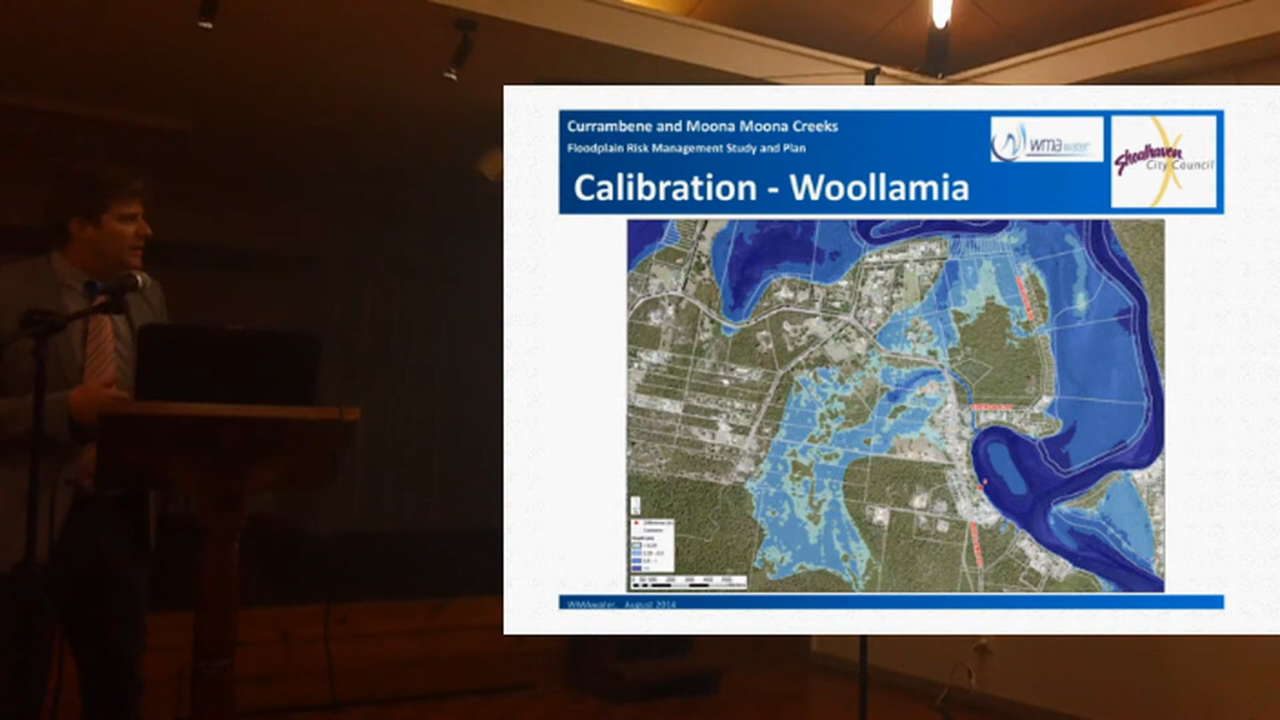 Currambene and Moona Moona Creeks
Floodplain Risk Management Study and Plan
Calibration - Woollamia
wma water
Shoalhaven
City Council
WMAwater, August 2014